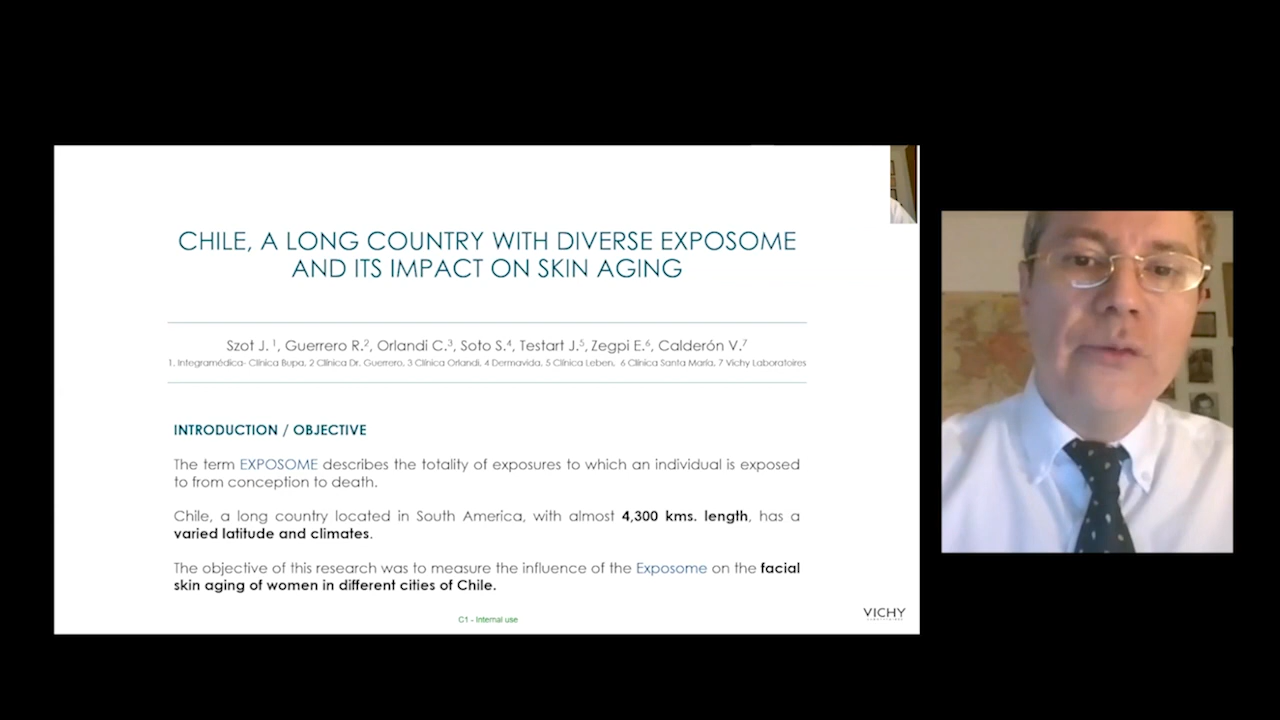 CHILE, A LONG COUNTRY WITH DIVERSE EXPOSOME
AND ITS IMPACT ON SKIN AGING
Szot J. ¹, Guerrero R.², Orlandi C.³, Soto S.⁴, Testart J.⁵, Zegpi E.⁶, Calderón V.⁷
1. Integramédica- Clínica Bupa, 2 Clínica Dr. Guerrero, 3 Clínica Orlandi, 4 Dermavida, 5 Clínica Leben, 6 Clínica Santa María, 7 Vichy Laboratoires
INTRODUCTION / OBJECTIVE
The term EXPOSOME describes the totality of exposures to which an individual is exposed
to from conception to death.
Chile, a long country located in South America, with almost 4,300 kms. length, has a
varied latitude and climates.
The objective of this research was to measure the influence of the Exposome on the facial
skin aging of women in different cities of Chile.
C1 - Internal use
VICHY